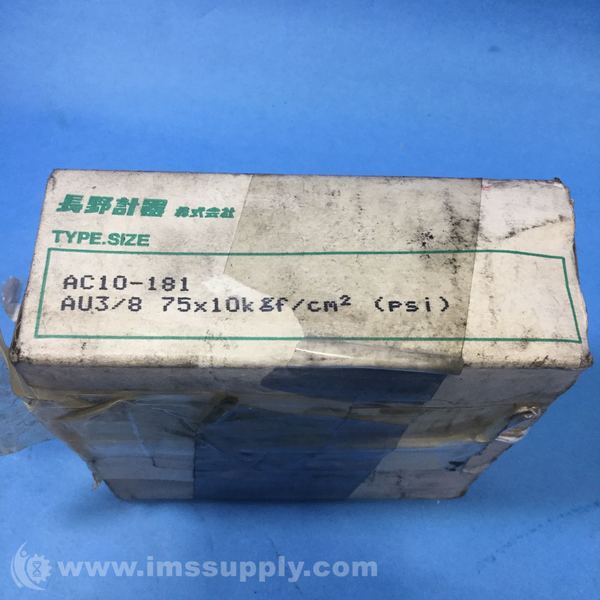 長野計器 株式会社
TYPE.SIZE
AC10-181
AU3/8 75x10kgf/cm² (psi)
www.imssupply.com